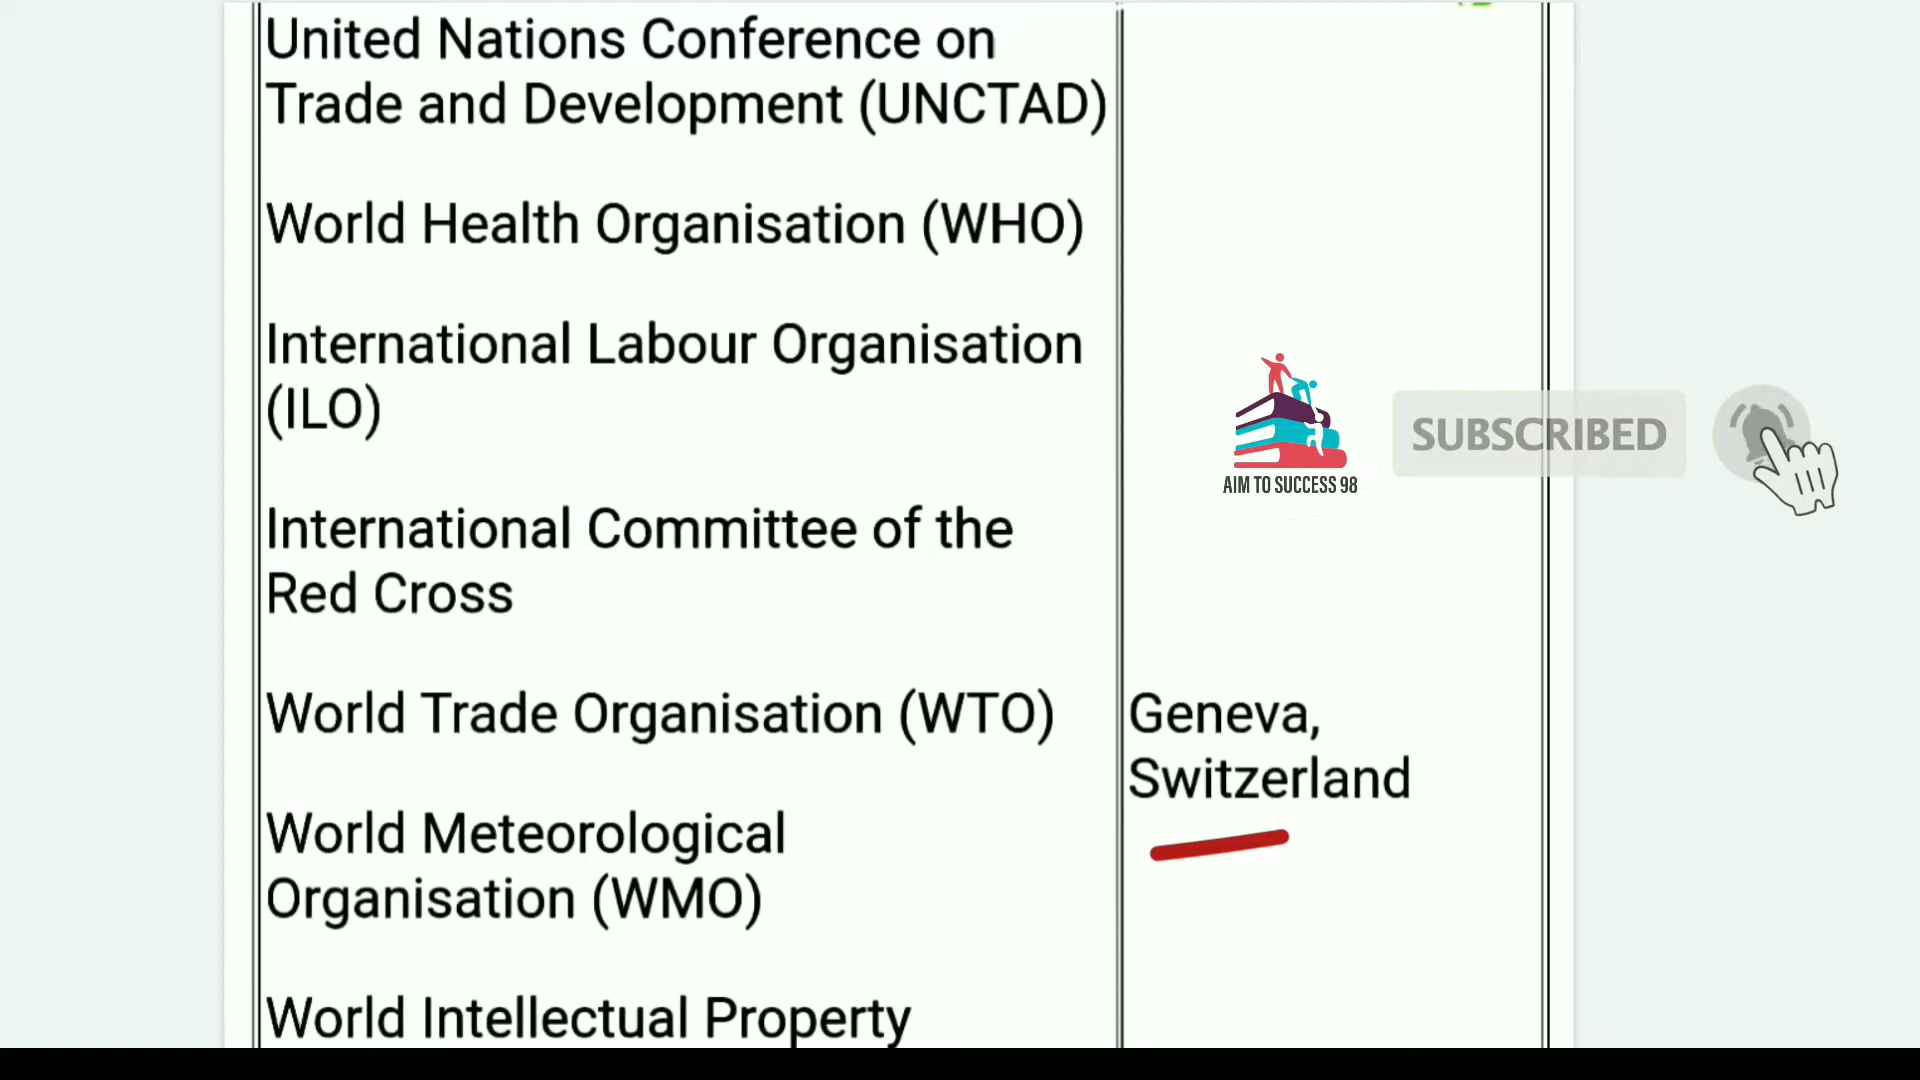 United Nations Conference on
Trade and Development (UNCTAD)
World Health Organisation (WHO)
International Labour Organisation
(ILO)
International Committee of the
Red Cross
World Trade Organisation (WTO)
Geneva,
Switzerland
World Meteorological
Organisation (WMO)
World Intellectual Property
AIM TO SUCCESS 98
SUBSCRIBED